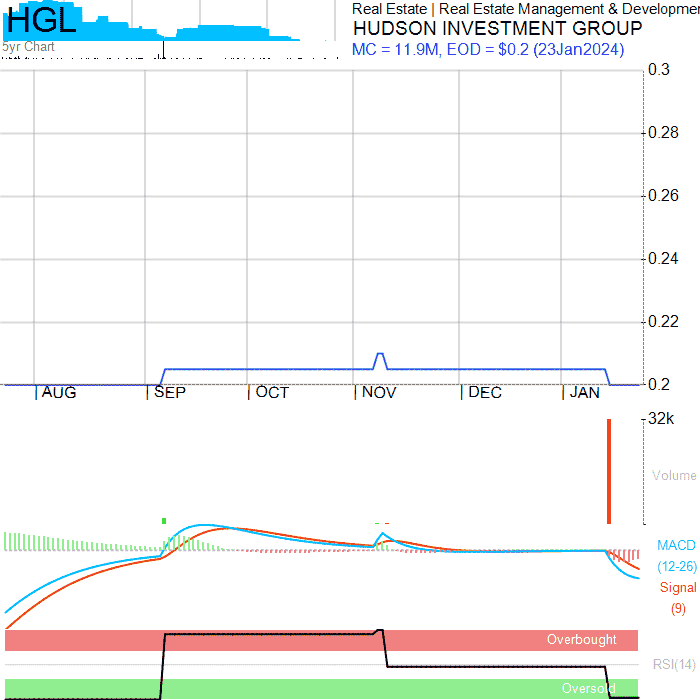 HGL
Real Estate | Real Estate Management & Developmen
HUDSON INVESTMENT GROUP
5yr Chart
MC = 11.9M, EOD = $0.2 (23Jan2024)
0.3
0.28
0.26
0.24
0.22
0.2
| AUG | SEP | OCT | NOV | DEC | JAN
32k
Volume
MACD
(12-26)
Signal
(9)
Overbought
RSI(14)
Oversold